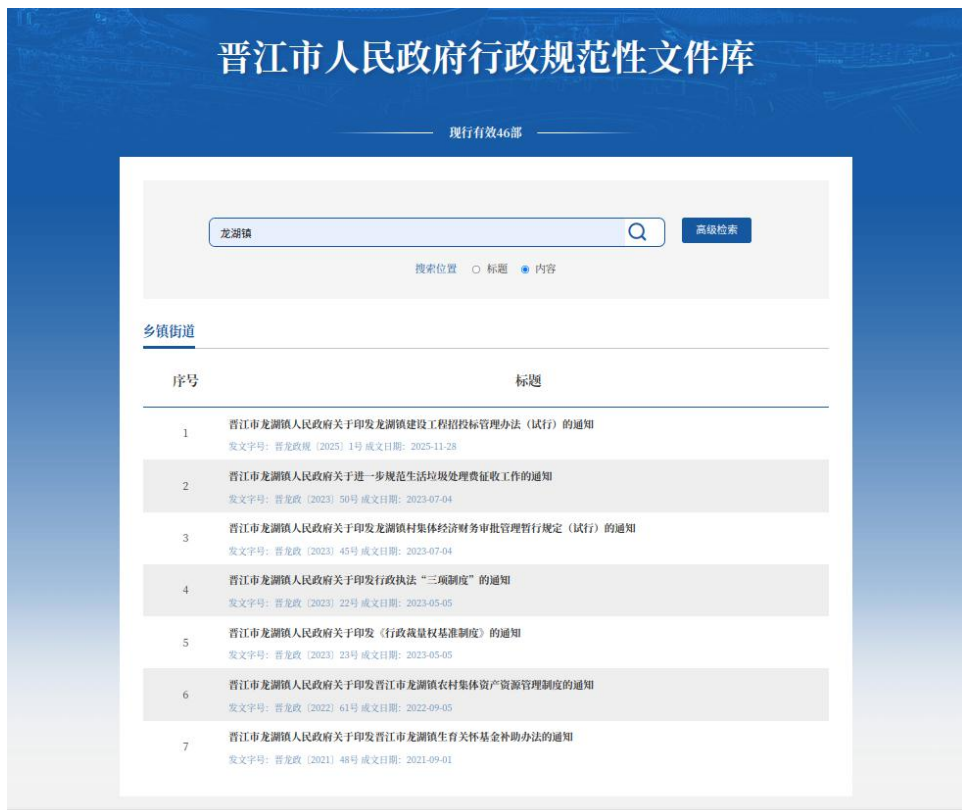 晋江市人民政府行政规范性文件库
现行有效46部
龙湖镇
高级检索
搜索位置 标题 内容
乡镇街道
序号 标题
1 晋江市龙湖镇人民政府关于印发龙湖镇建设工程招投标管理办法（试行）的通知
发文字号：晋龙政规〔2025〕1号 成文日期：2025-11-28
2 晋江市龙湖镇人民政府关于进一步规范生活垃圾处理费征收工作的通知
发文字号：晋龙政〔2023〕50号 成文日期：2023-07-04
3 晋江市龙湖镇人民政府关于印发龙湖镇村集体经济财务审批管理暂行规定（试行）的通知
发文字号：晋龙政〔2023〕45号 成文日期：2023-07-04
4 晋江市龙湖镇人民政府关于印发行政执法“三项制度”的通知
发文字号：晋龙政〔2023〕22号 成文日期：2023-05-05
5 晋江市龙湖镇人民政府关于印发《行政裁量权基准制度》的通知
发文字号：晋龙政〔2023〕23号 成文日期：2023-05-05
6 晋江市龙湖镇人民政府关于印发晋江市龙湖镇农村集体资产资源管理制度的通知
发文字号：晋龙政〔2022〕61号 成文日期：2022-09-05
7 晋江市龙湖镇人民政府关于印发晋江市龙湖镇生育关怀基金补助办法的通知
发文字号：晋龙政〔2021〕48号 成文日期：2021-09-01